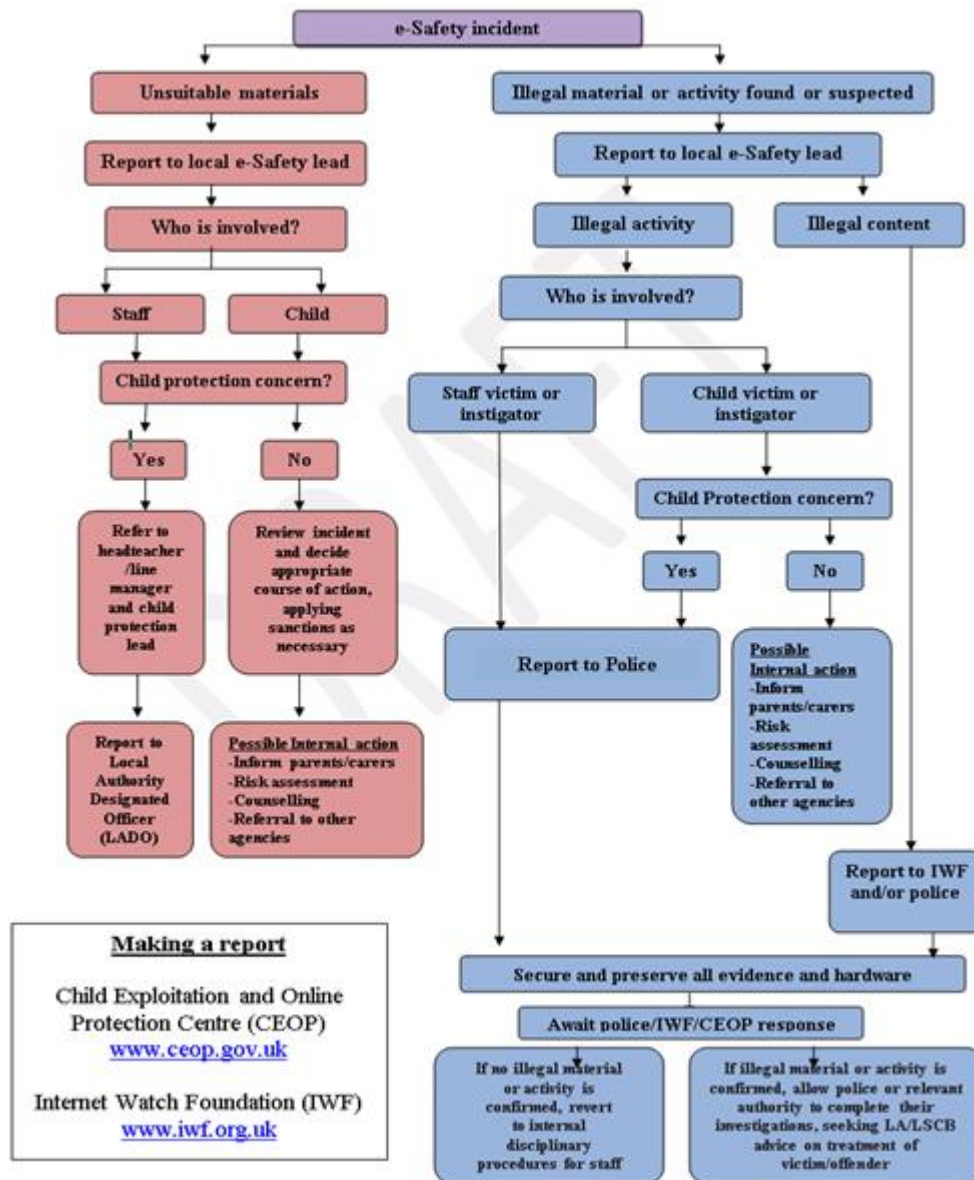 e-Safety incident
Unsuitable materials
Illegal material or activity found or suspected
Report to local e-Safety lead
Report to local e-Safety lead
Who is involved?
Illegal activity
Illegal content
Who is involved?
Staff
Child
Child protection concern?
Staff victim or
instigator
Child victim or
instigator
Yes
No
Child Protection concern?
Refer to
headteacher
/line
manager
and child
protection
lead
Review incident
and decide
appropriate
course of action,
applying
sanctions as
necessary
Yes
No
Report to Police
Possible
Internal action
-Inform
parents/carers
-Risk
assessment
-Counselling
-Referral to
other agencies
Report to
Local
Authority
Designated
Officer
(LADO)
Possible Internal action
-Inform parents/carers
-Risk assessment
-Counselling
-Referral to other
agencies
Report to IWF
and/or police
Making a report
Child Exploitation and Online
Protection Centre (CEOP)
www.ceop.gov.uk
Internet Watch Foundation (IWF)
www.iwf.org.uk
Secure and preserve all evidence and hardware
Await police/IWF/CEOP response
If no illegal material
or activity is
confirmed, revert
to internal
disciplinary
procedures for staff
If illegal material or activity is
confirmed, allow police or relevant
authority to complete their
investigations, seeking LA/LSCB
advice on treatment of
victim/offender
DRAFT